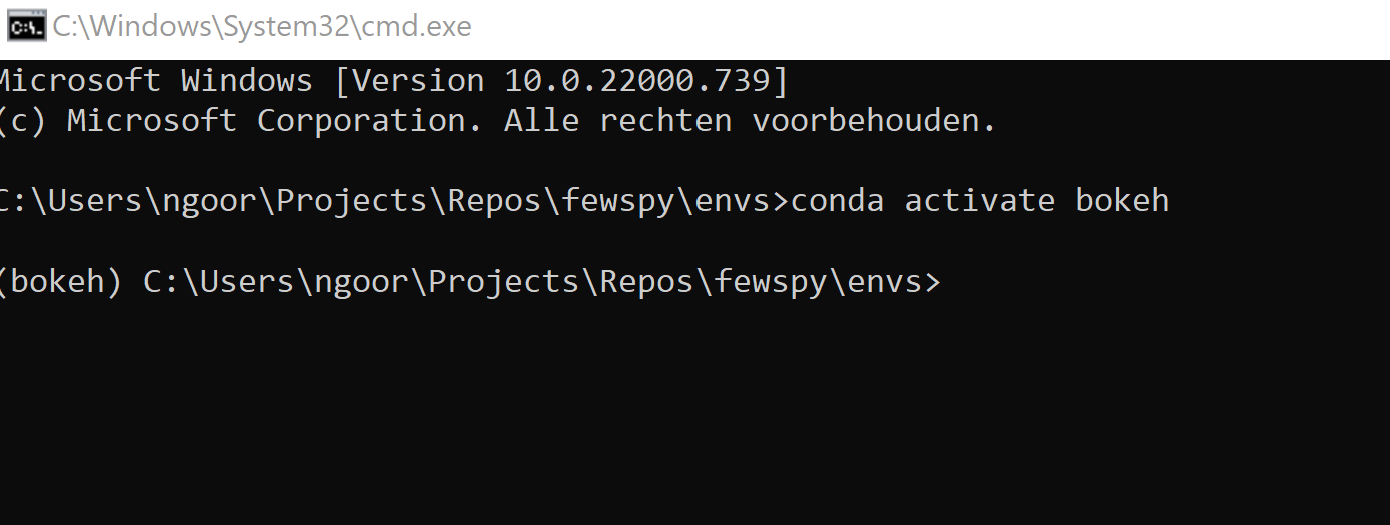 C:\Windows\System32\cmd.exe
Microsoft Windows [Version 10.0.22000.739]
(c) Microsoft Corporation. Alle rechten voorbehouden.
C:\Users\ngoor\Projects\Repos\fewspy\envs>conda activate bokeh
(bokeh) C:\Users\ngoor\Projects\Repos\fewspy\envs>